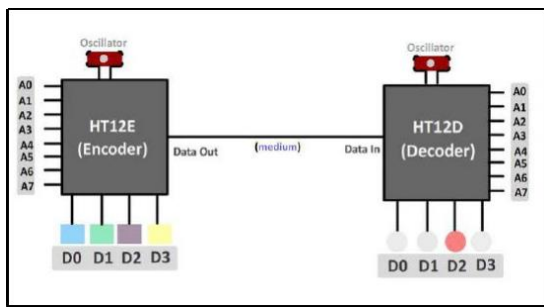 Oscillator
Oscillator
A0
A1
A2
A3
A4
A5
A6
A7
HT12E
(Encoder)
Data Out
(medium)
Data In
HT12D
(Decoder)
A0
A1
A2
A3
A4
A5
A6
A7
D0 D1 D2 D3
D0 D1 D2 D3